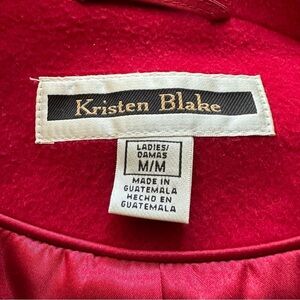 Kristen Blake
LADIES/
DAMAS
M/M
MADE IN
GUATEMALA
HECHO EN
GUATEMALA